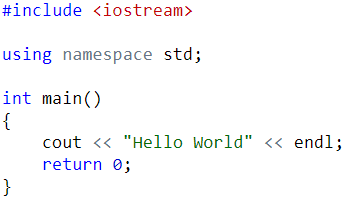 #include <iostream>
using namespace std;
int main()
{
    cout << "Hello World" << endl;
    return 0;
}